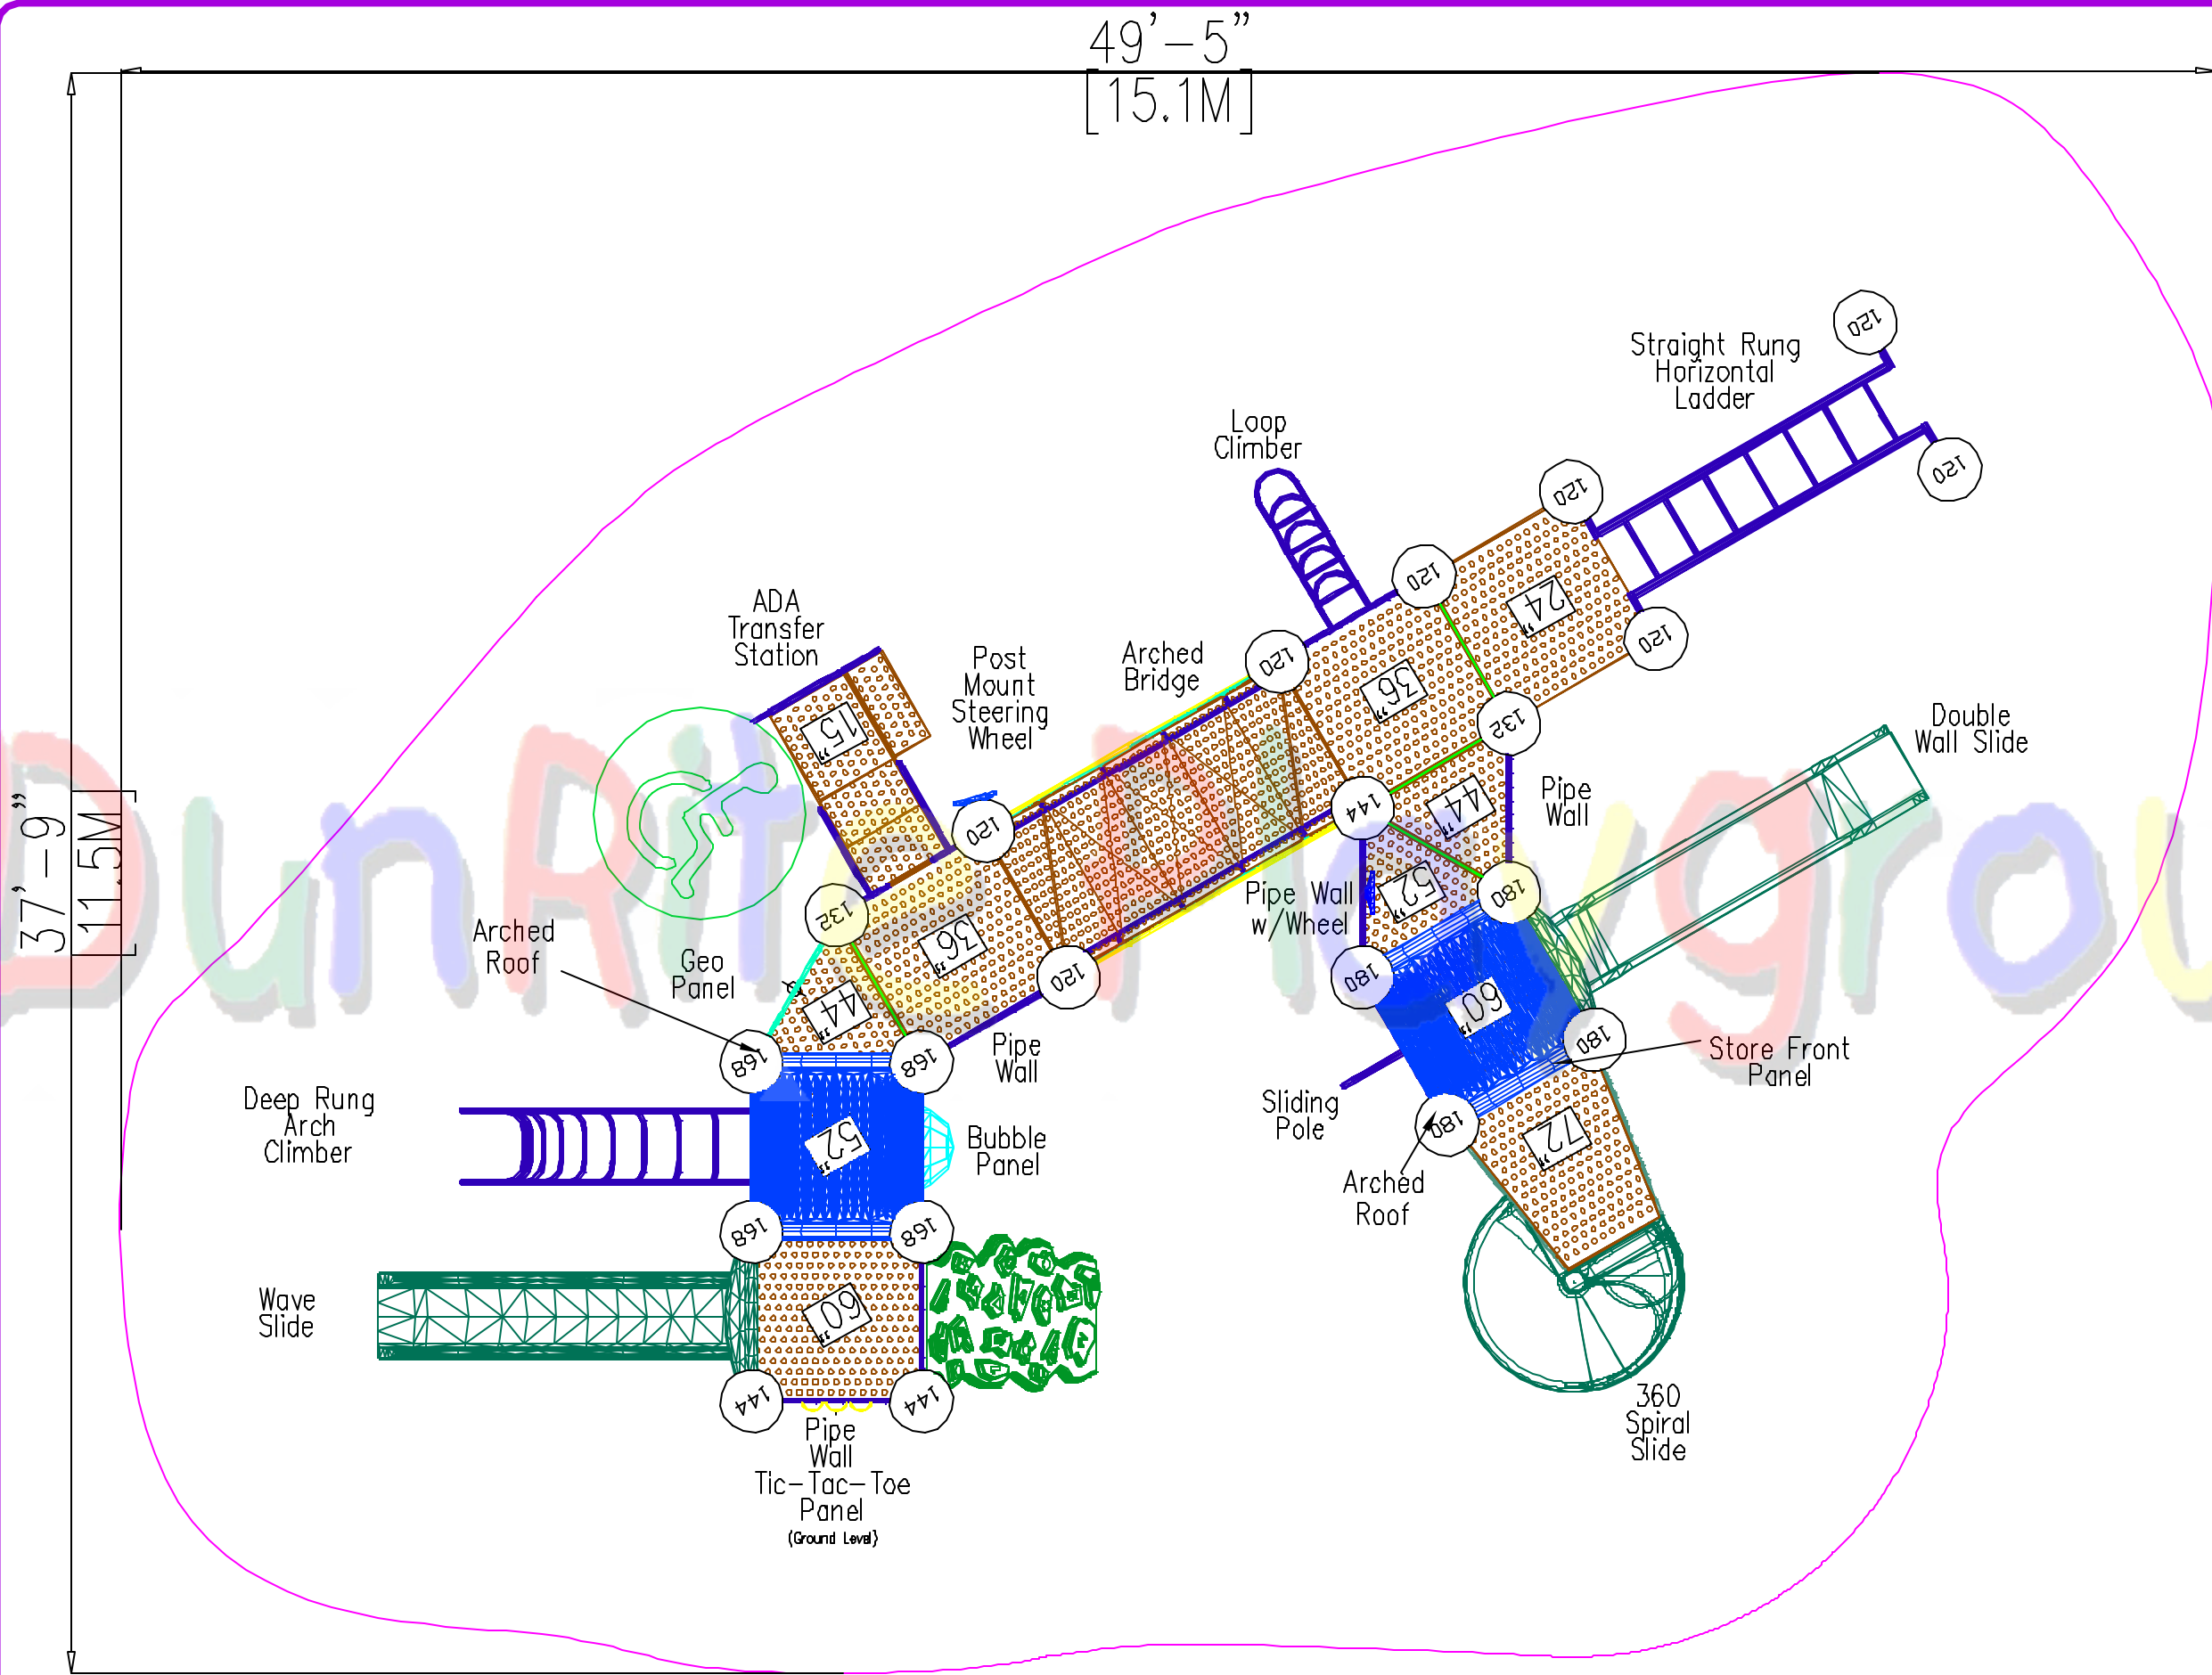 49'-5"
[15.1M]
37'-9"
[11.5M]
120
Straight Rung
Horizontal
Ladder
120
Loop
Climber
120
120
24"
120
ADA
Transfer
Station
Post
Mount
Steering
Wheel
Arched
Bridge
120
36"
132
15"
Double
Wall Slide
120
144
44"
Pipe
Wall
132
36"
Pipe Wall
w/Wheel
52"
180
Arched
Roof
Geo
Panel
120
180
DunRite Playgrou
44"
60"
180
168
168
Pipe
Wall
Store Front
Panel
Deep Rung
Arch
Climber
52"
Bubble
Panel
Sliding
Pole
180
72"
Arched
Roof
168
168
Wave
Slide
60"
144
144
360
Spiral
Slide
Pipe
Wall
Tic-Tac-Toe
Panel
(Ground Level)